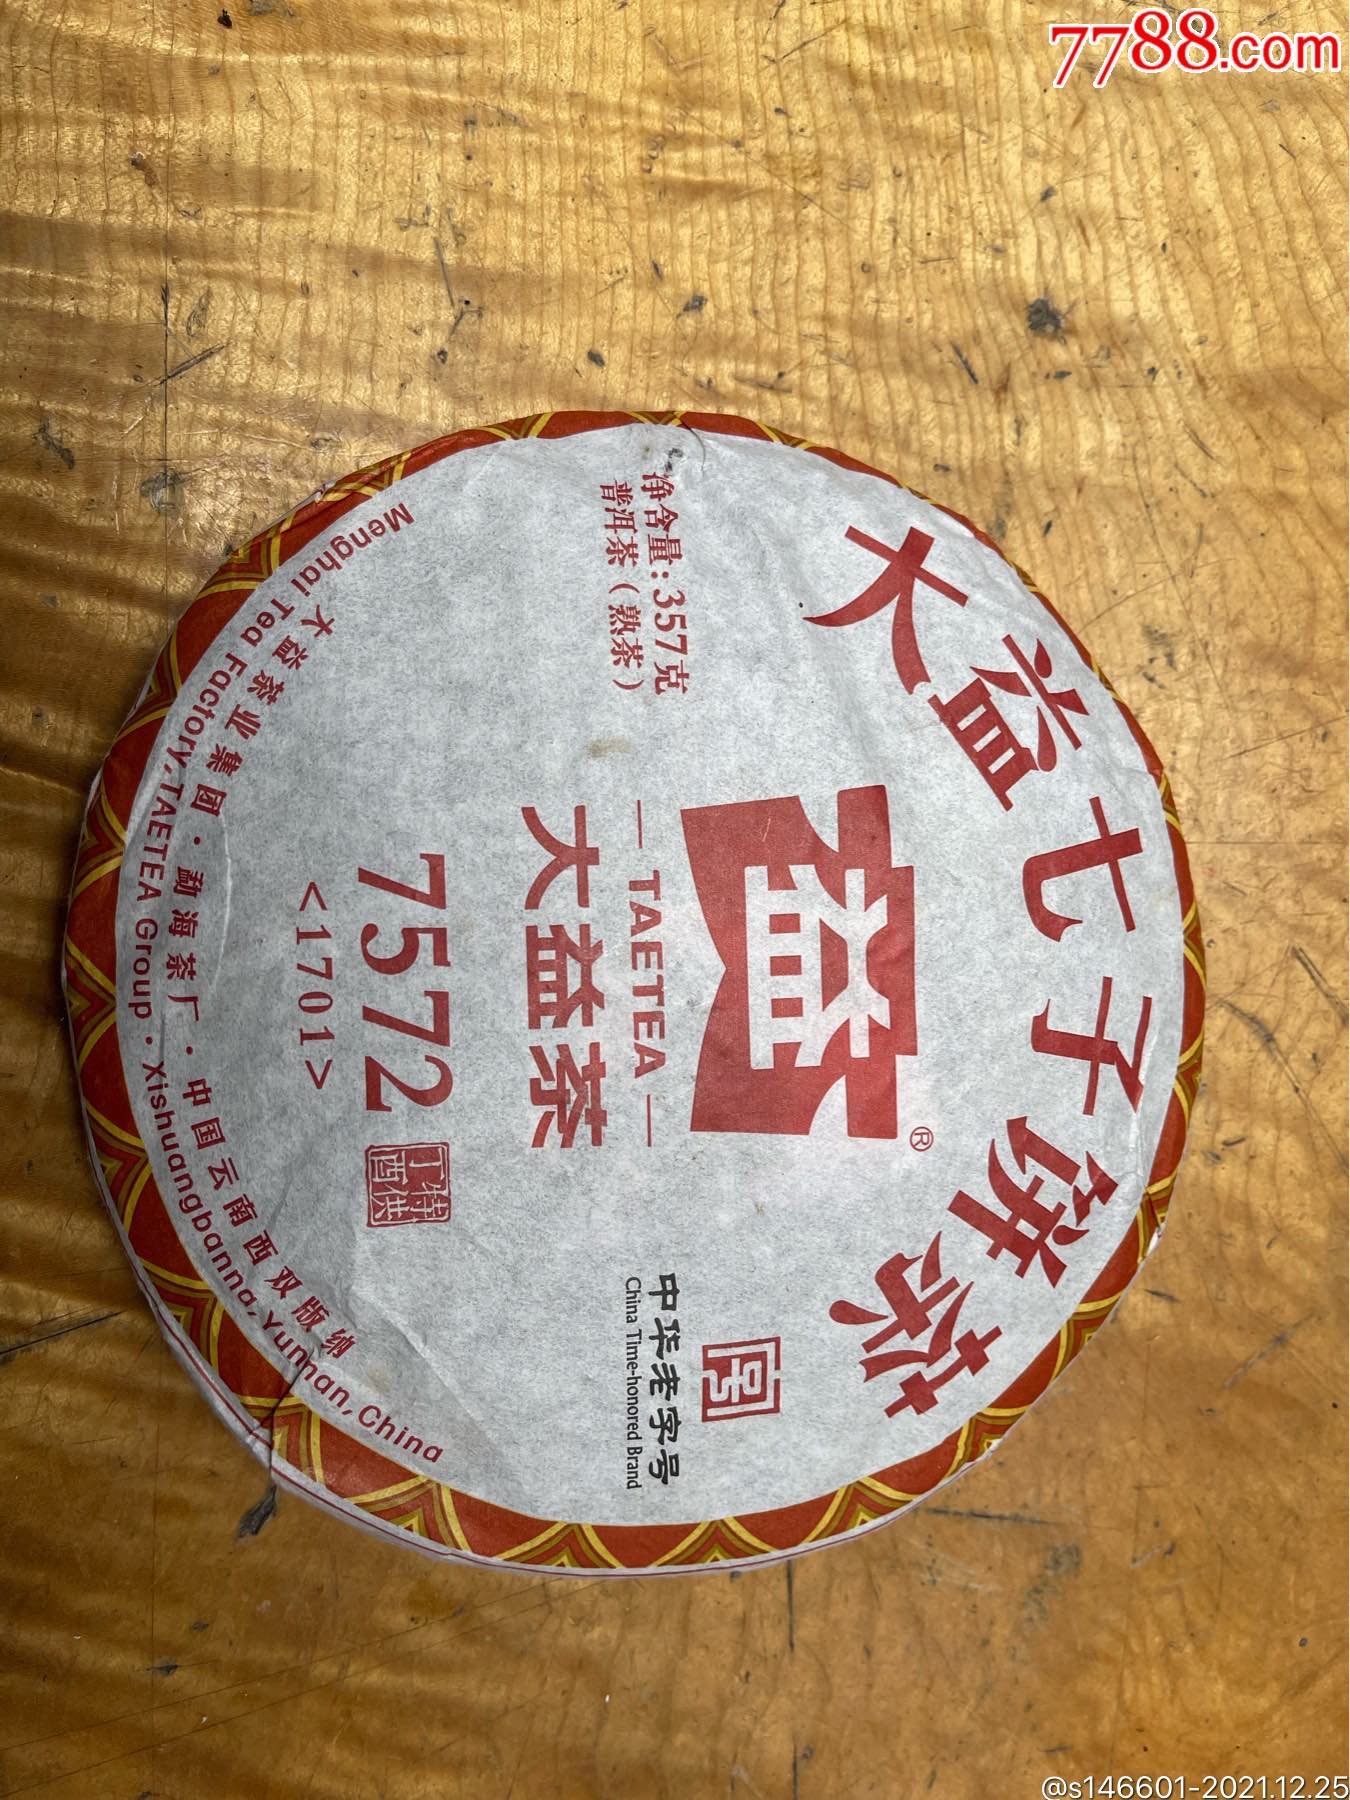 7788.com
大益七子饼茶
净含量:357克
普洱茶(熟茶)
益®
TAETEA
大益茶
中华老字号
China Time-honored Brand
7572
特供
丁酉
<1701>
大益茶业集团·勐海茶厂·中国云南西双版纳
Menghai Tea Factory,TAETEA Group·Xishuangbanna,Yunnan,China
@s146601-2021.12.25